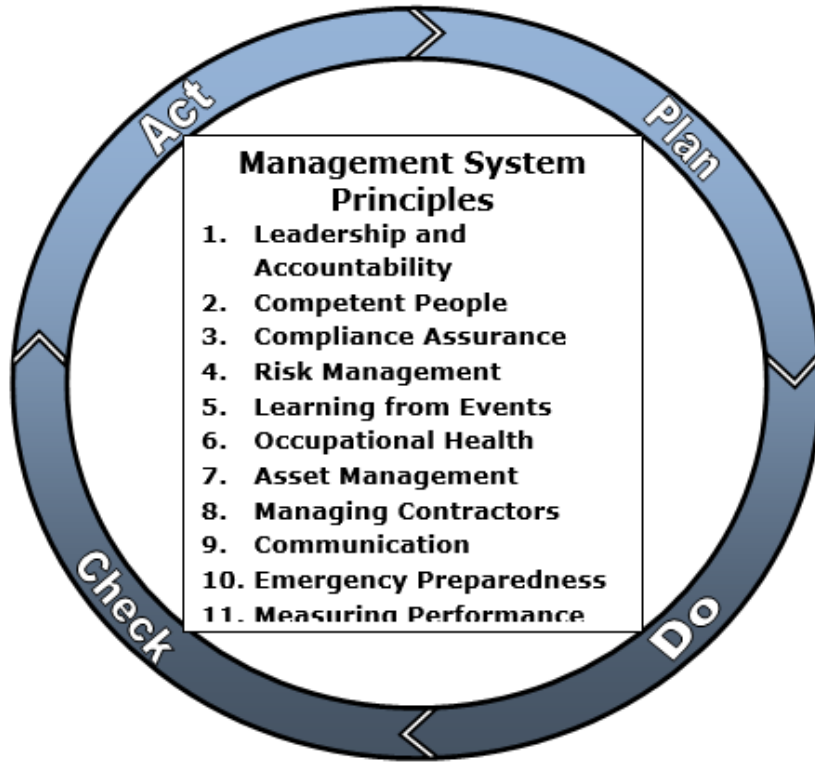 Act
Plan
Management System
Principles
1. Leadership and
Accountability
2. Competent People
3. Compliance Assurance
4. Risk Management
5. Learning from Events
6. Occupational Health
7. Asset Management
8. Managing Contractors
9. Communication
10. Emergency Preparedness
11. Measuring Performance
Check
Do